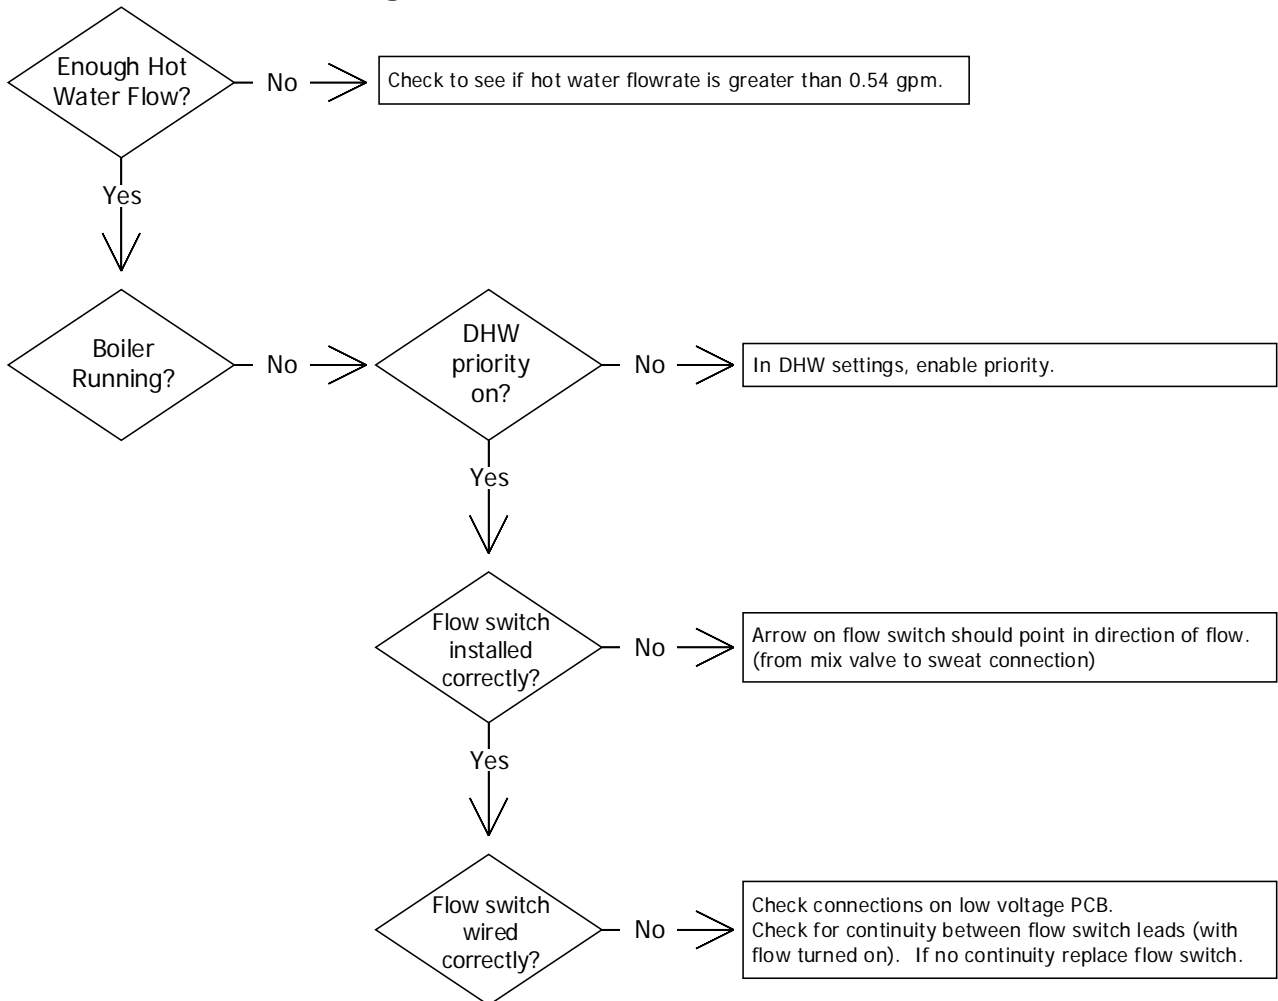 Enough Hot
Water Flow?
No
Check to see if hot water flowrate is greater than 0.54 gpm.
Yes
Boiler
Running?
No
DHW
priority
on?
No
In DHW settings, enable priority.
Yes
Flow switch
installed
correctly?
No
Arrow on flow switch should point in direction of flow.
(from mix valve to sweat connection)
Yes
Flow switch
wired
correctly?
No
Check connections on low voltage PCB.
Check for continuity between flow switch leads (with
flow turned on). If no continuity replace flow switch.